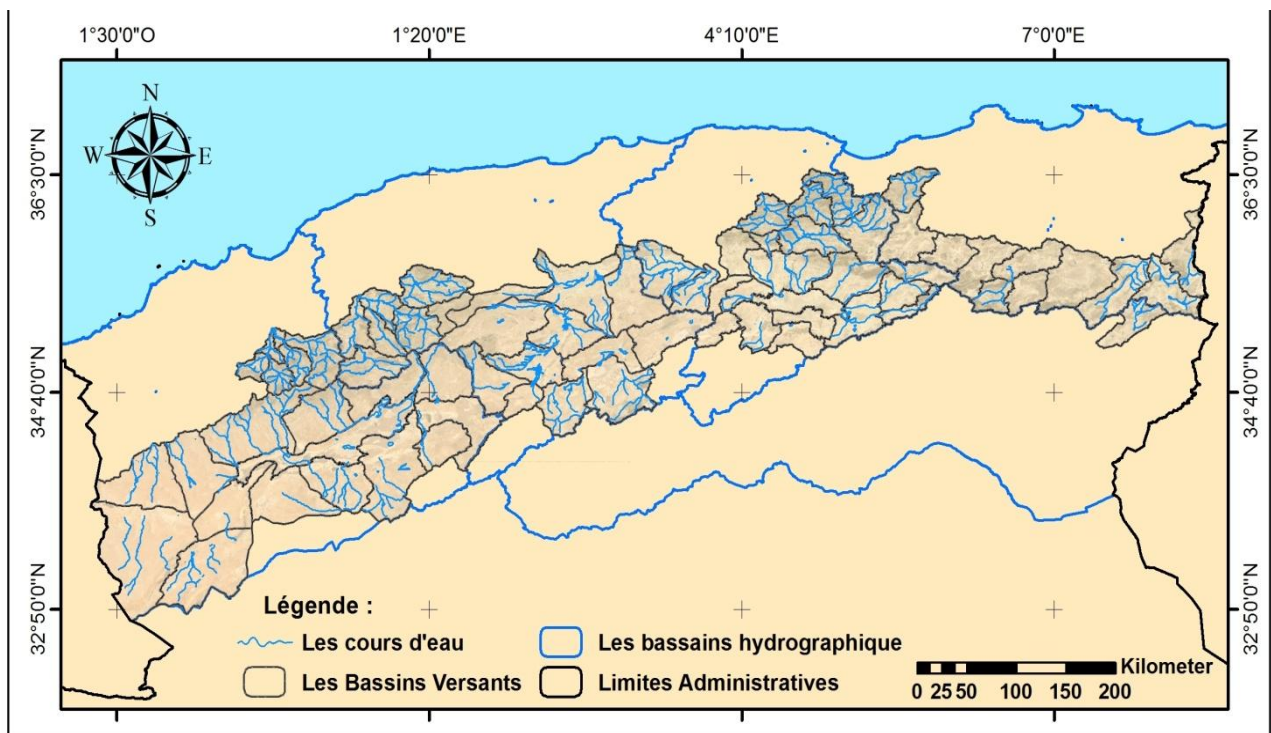 1°30'0"O 1°20'0"E 4°10'0"E 7°0'0"E
N
W E
S
36°30'0"N 36°30'0"N
34°40'0"N 34°40'0"N
32°50'0"N 32°50'0"N
Légende :
Les cours d'eau Les bassains hydrographique
Les Bassins Versants Limites Administratives
Kilometer
0 25 50 100 150 200